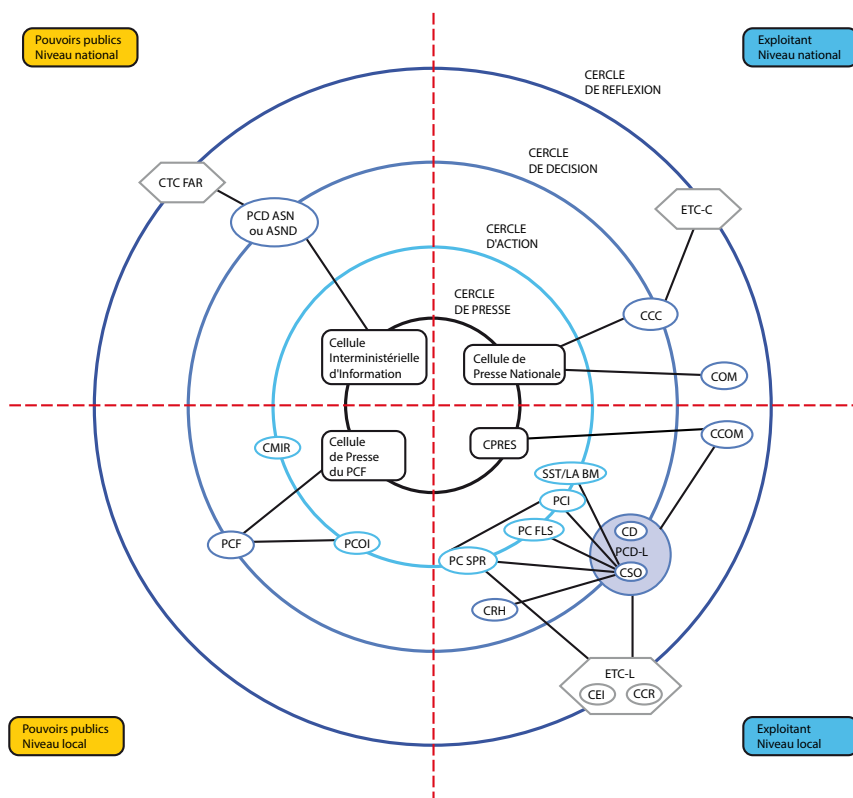 Pouvoirs publics
Niveau national
Exploitant
Niveau national
CERCLE
DE REFLEXION
CERCLE
DE DECISION
CTC FAR
PCD ASN
ou ASND
ETC-C
CERCLE
D'ACTION
CERCLE
DE PRESSE
CCC
Cellule
Interministérielle
d'Information
Cellule de
Presse Nationale
COM
CCOM
Cellule
de Presse
du PCF
CPRES
CMIR
SST/LA BM
PCI
PC FLS
CD
PCD-L
PCF
PCOI
PC SPR
CSO
CRH
ETC-L
CEI
CCR
Pouvoirs publics
Niveau local
Exploitant
Niveau local